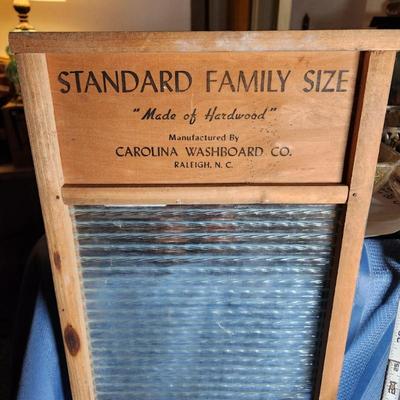 STANDARD FAMILY SIZE
"Made of Hardwood"
Manufactured By
CAROLINA WASHBOARD CO.
RALEIGH, N. C.